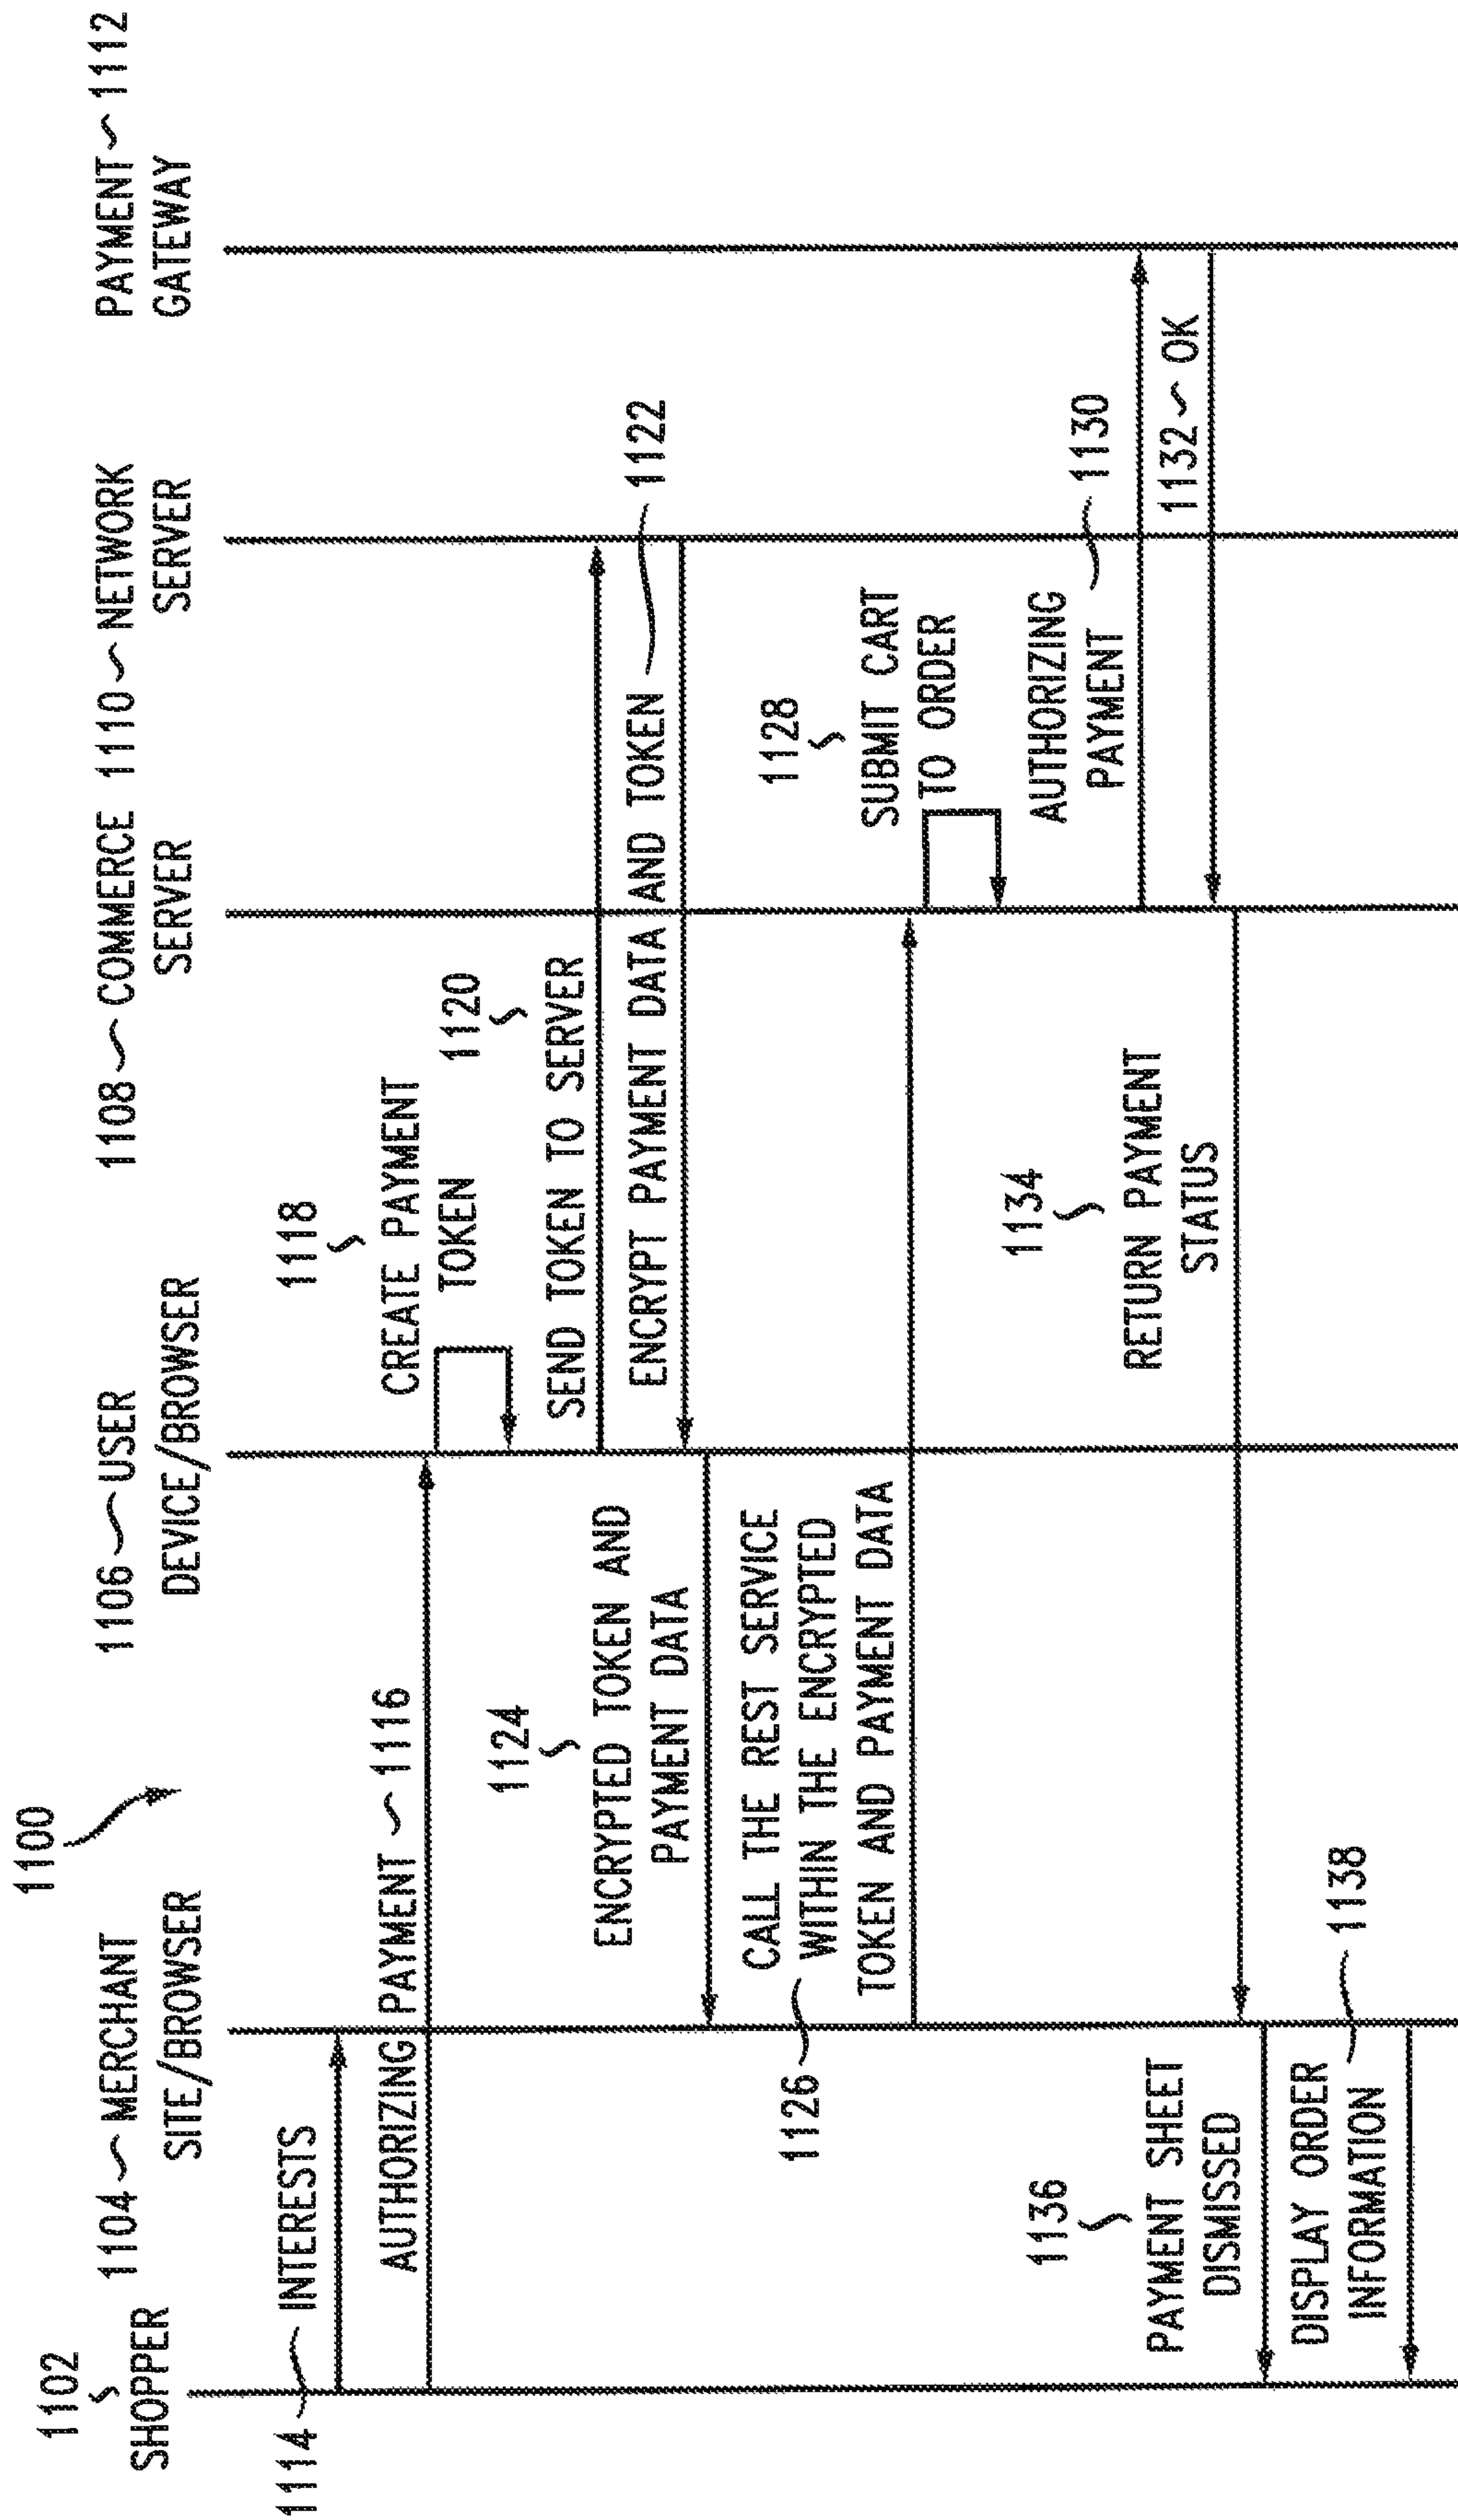 1100
1102
SHOPPER
1104 MERCHANT
SITE/BROWSER
1106 USER
DEVICE/BROWSER
1108 COMMERCE
SERVER
1110 NETWORK
SERVER
PAYMENT 1112
GATEWAY
1114 INTERESTS
AUTHORIZING PAYMENT 1116
1118
CREATE PAYMENT
TOKEN
1120
SEND TOKEN TO SERVER
ENCRYPT PAYMENT DATA AND TOKEN 1122
1124
ENCRYPTED TOKEN AND
PAYMENT DATA
CALL THE REST SERVICE
1126 WITHIN THE ENCRYPTED
TOKEN AND PAYMENT DATA
1128
SUBMIT CART
TO ORDER
AUTHORIZING
PAYMENT 1130
1132 OK
1134
RETURN PAYMENT
STATUS
1136
PAYMENT SHEET
DISMISSED
DISPLAY ORDER
INFORMATION 1138